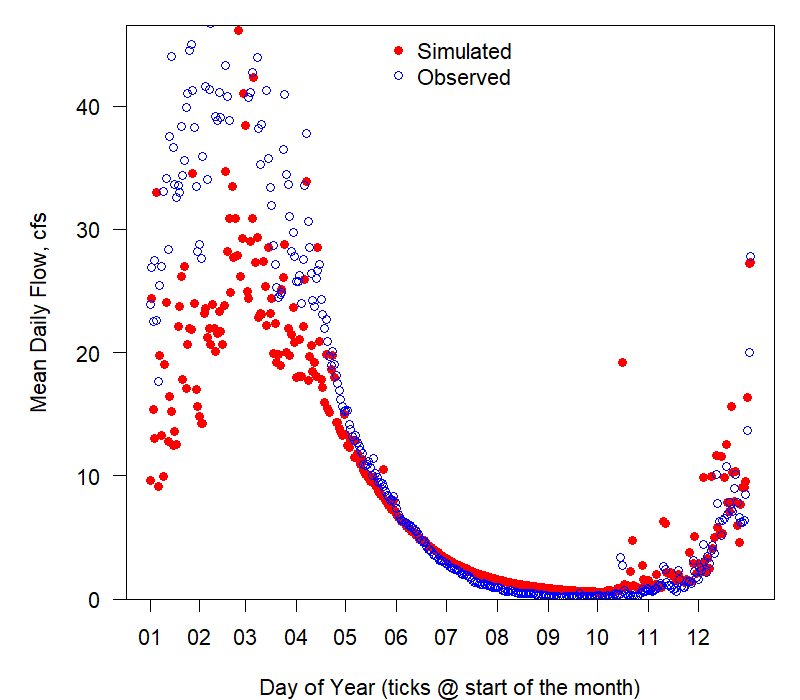 Simulated
Observed
Mean Daily Flow, cfs
40
30
20
10
0
01 02 03 04 05 06 07 08 09 10 11 12
Day of Year (ticks @ start of the month)